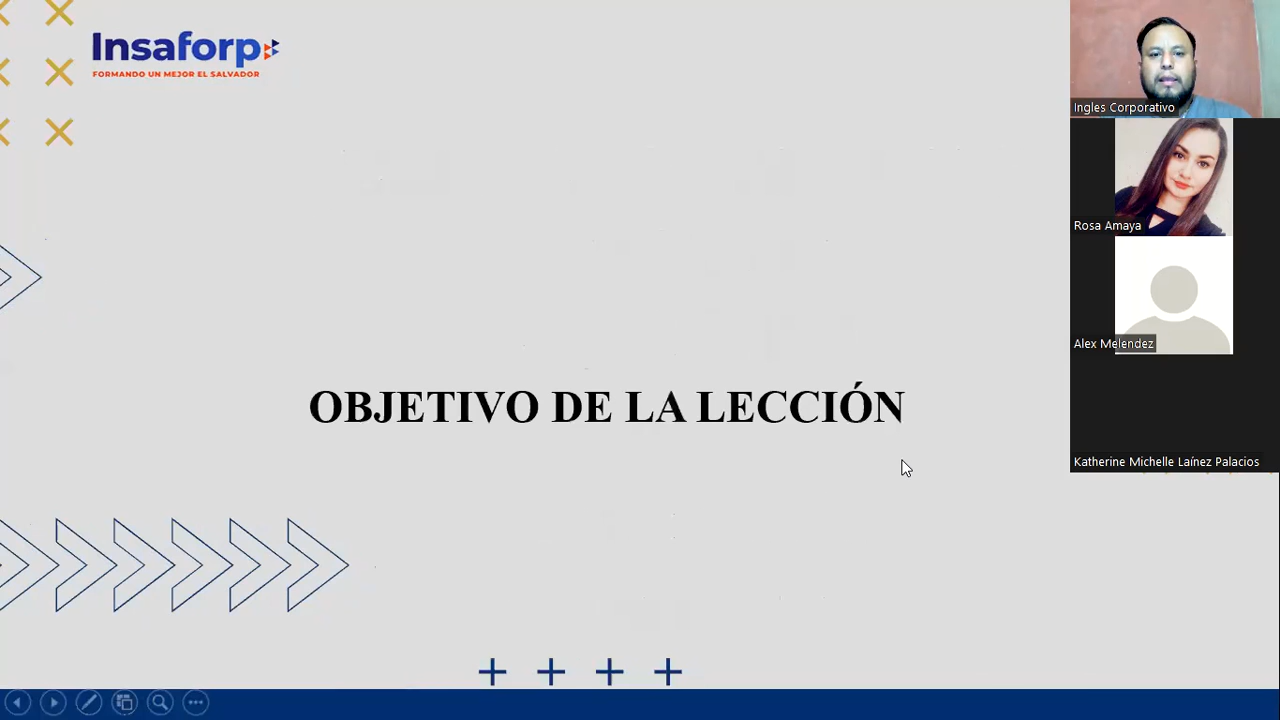 Insaforp
FORMANDO UN MEJOR EL SALVADOR
OBJETIVO DE LA LECCIÓN
Ingles Corporativo
Rosa Amaya
Alex Melendez
Katherine Michelle Laínez Palacios